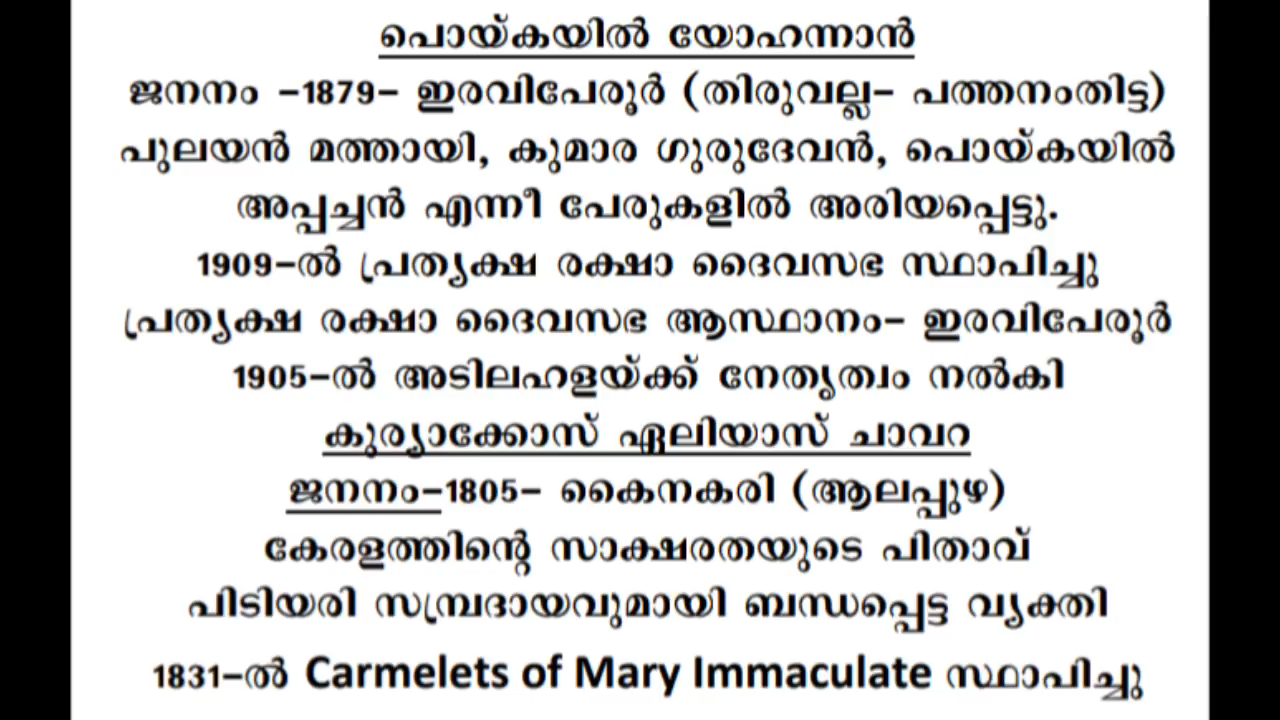 പൊയ്കയിൽ യോഹന്നാൻ
ജനനം -1879- ഇരവിപേരൂർ (തിരുവല്ല- പത്തനംതിട്ട)
പുലയൻ മത്തായി, കുമാര ഗുരുദേവൻ, പൊയ്കയിൽ
അപ്പച്ചൻ എന്നീ പേരുകളിൽ അരിയപ്പെട്ടു.
1909-ൽ പ്രത്യക്ഷ രക്ഷാ ദൈവസഭ സ്ഥാപിച്ചു
പ്രത്യക്ഷ രക്ഷാ ദൈവസഭ ആസ്ഥാനം- ഇരവിപേരൂർ
1905-ൽ അടിലഹളയ്ക്ക് നേതൃത്വം നൽകി
കുര്യാക്കോസ് ഏലിയാസ് ചാവറ
ജനനം-1805- കൈനകരി (ആലപ്പുഴ)
കേരളത്തിന്റെ സാക്ഷരതയുടെ പിതാവ്
പിടിയരി സമ്പ്രദായവുമായി ബന്ധപ്പെട്ട വ്യക്തി
1831-ൽ Carmelets of Mary Immaculate സ്ഥാപിച്ചു